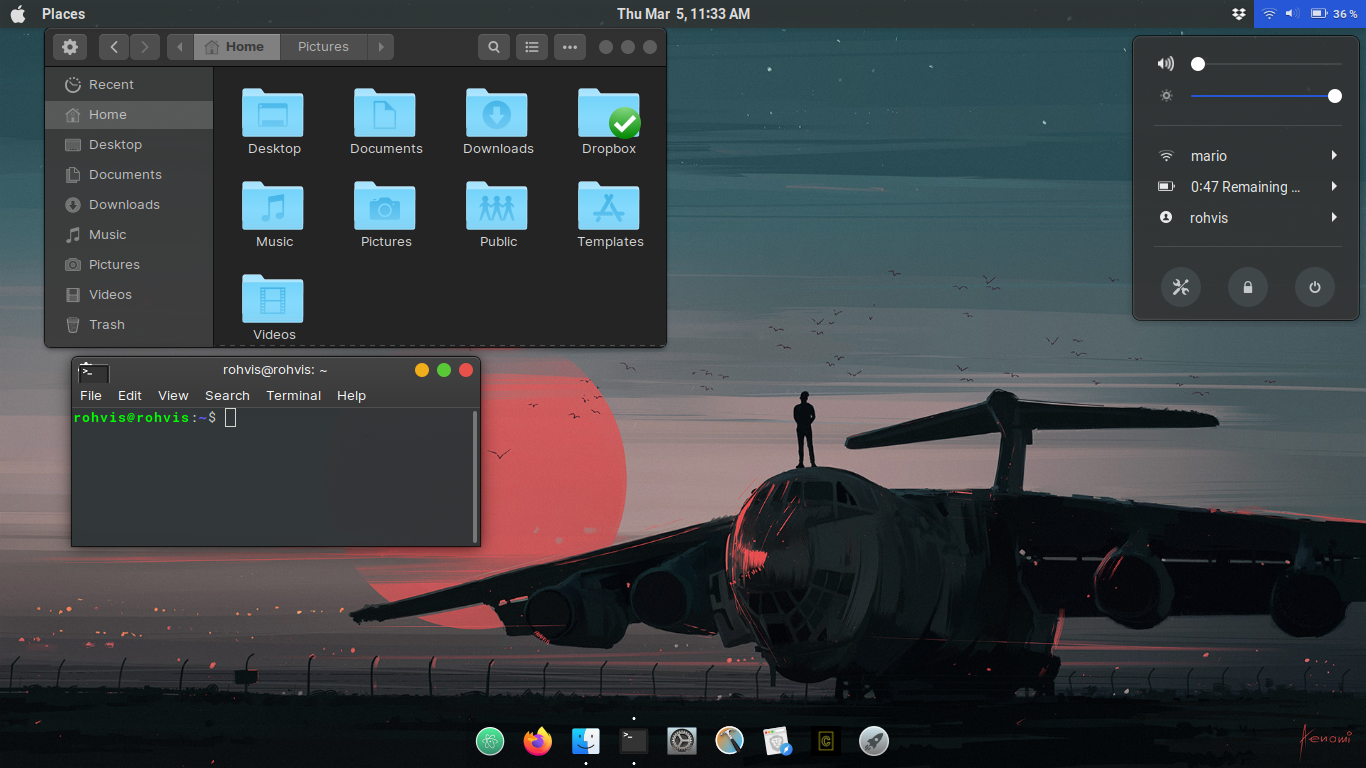 Places
Thu Mar 5, 11:33 AM
36 %
Home
Pictures
Recent
Home
Desktop
Documents
Downloads
Music
Pictures
Videos
Trash
Desktop
Documents
Downloads
Dropbox
Music
Pictures
Public
Templates
Videos
mario
0:47 Remaining ...
rohvis
rohvis@rohvis: ~
File Edit View Search Terminal Help
rohvis@rohvis:~$
>_
>_
C
Aenami